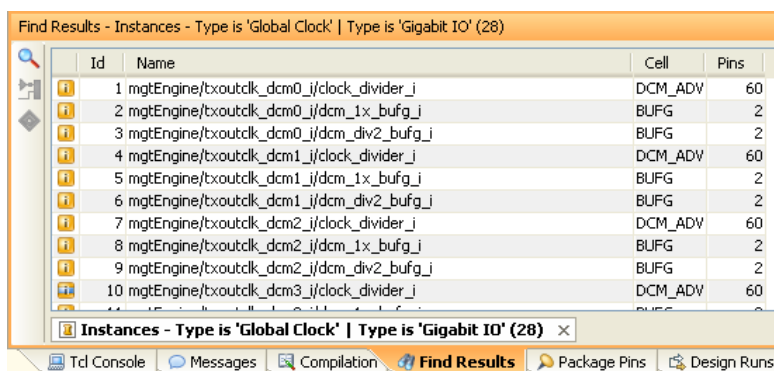 Find Results - Instances - Type is 'Global Clock' | Type is 'Gigabit IO' (28)
Id Name Cell Pins
1 mgtEngine/txoutclk_dcm0_i/clock_divider_i DCM_ADV 60
2 mgtEngine/txoutclk_dcm0_i/dcm_1x_bufg_i BUFG 2
3 mgtEngine/txoutclk_dcm0_i/dcm_div2_bufg_i BUFG 2
4 mgtEngine/txoutclk_dcm1_i/clock_divider_i DCM_ADV 60
5 mgtEngine/txoutclk_dcm1_i/dcm_1x_bufg_i BUFG 2
6 mgtEngine/txoutclk_dcm1_i/dcm_div2_bufg_i BUFG 2
7 mgtEngine/txoutclk_dcm2_i/clock_divider_i DCM_ADV 60
8 mgtEngine/txoutclk_dcm2_i/dcm_1x_bufg_i BUFG 2
9 mgtEngine/txoutclk_dcm2_i/dcm_div2_bufg_i BUFG 2
10 mgtEngine/txoutclk_dcm3_i/clock_divider_i DCM_ADV 60
Instances - Type is 'Global Clock' | Type is 'Gigabit IO' (28)
Tcl Console Messages Compilation Find Results Package Pins Design Runs